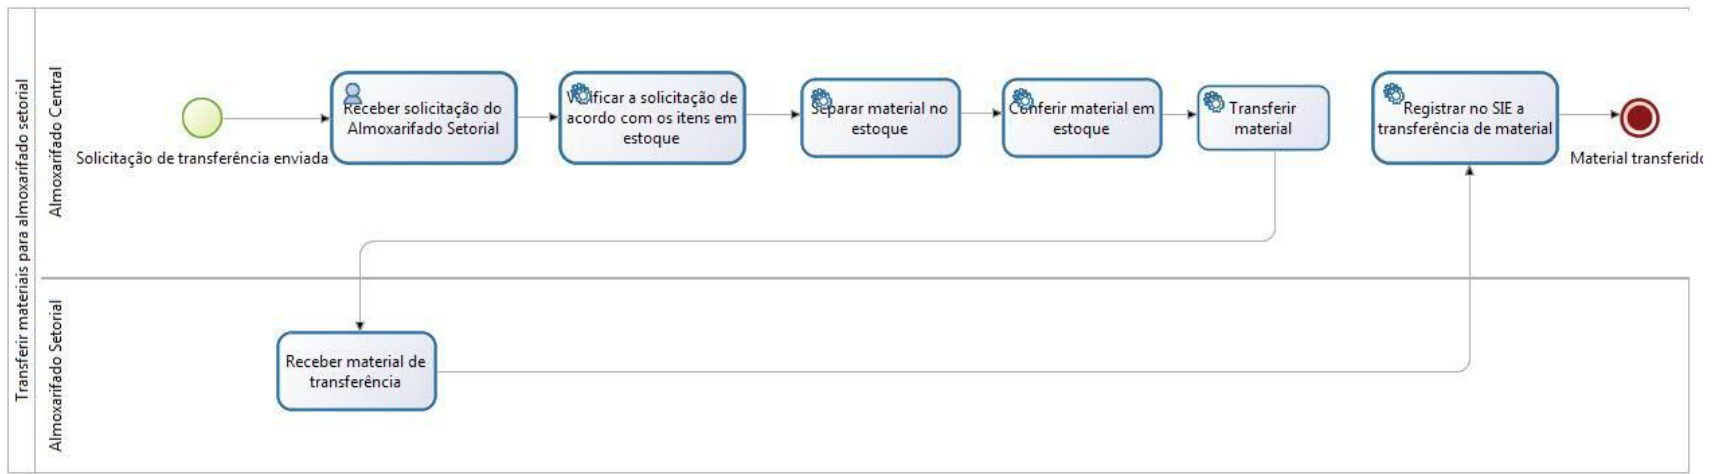 Transferir materiais para almoxarifado setorial
Almoxarifado Central
Solicitação de transferência enviada
Receber solicitação do
Almoxarifado Setorial
Verificar a solicitação de
acordo com os itens em
estoque
Separar material no
estoque
Conferir material em
estoque
Transferir
material
Registrar no SIE a
transferência de material
Material transferido
Almoxarifado Setorial
Receber material de
transferência